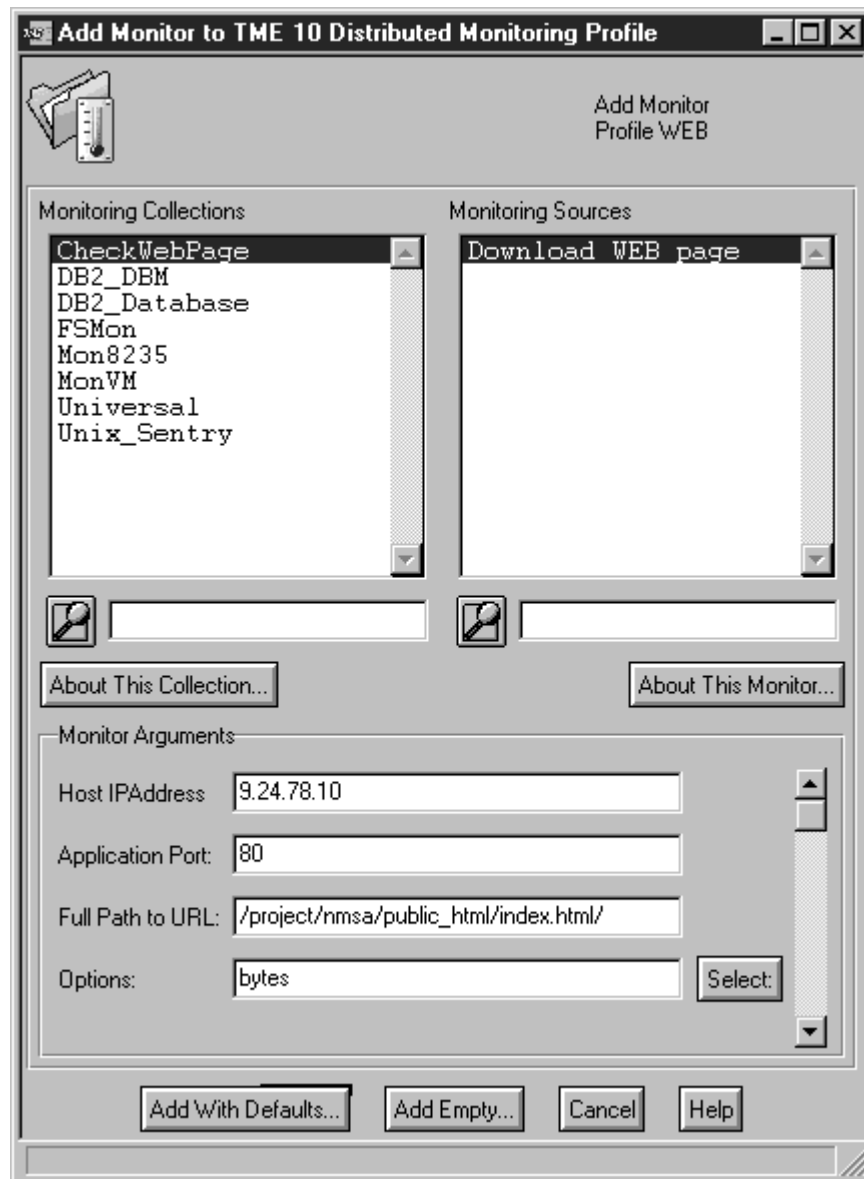 Add Monitor to TME 10 Distributed Monitoring Profile
Add Monitor
Profile WEB
Monitoring Collections
CheckWebPage
DB2_DBM
DB2_Database
FSMon
Mon8235
MonVM
Universal
Unix_Sentry
Monitoring Sources
Download WEB page
About This Collection...
About This Monitor...
Monitor Arguments
Host IPAddress 9.24.78.10
Application Port: 80
Full Path to URL: /project/nmsa/public_html/index.html/
Options: bytes Select:
Add With Defaults... Add Empty... Cancel Help